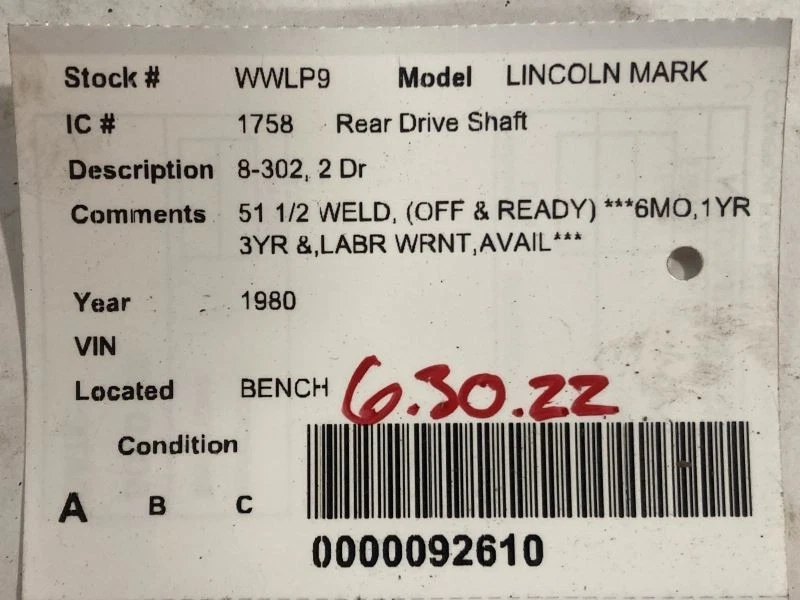 Stock # WWLP9 Model LINCOLN MARK
IC # 1758 Rear Drive Shaft
Description 8-302, 2 Dr
Comments 51 1/2 WELD, (OFF & READY) ***6MO,1YR
3YR &,LABR WRNT,AVAIL***
Year 1980
VIN
Located BENCH 6.30.22
Condition
A B C
0000092610